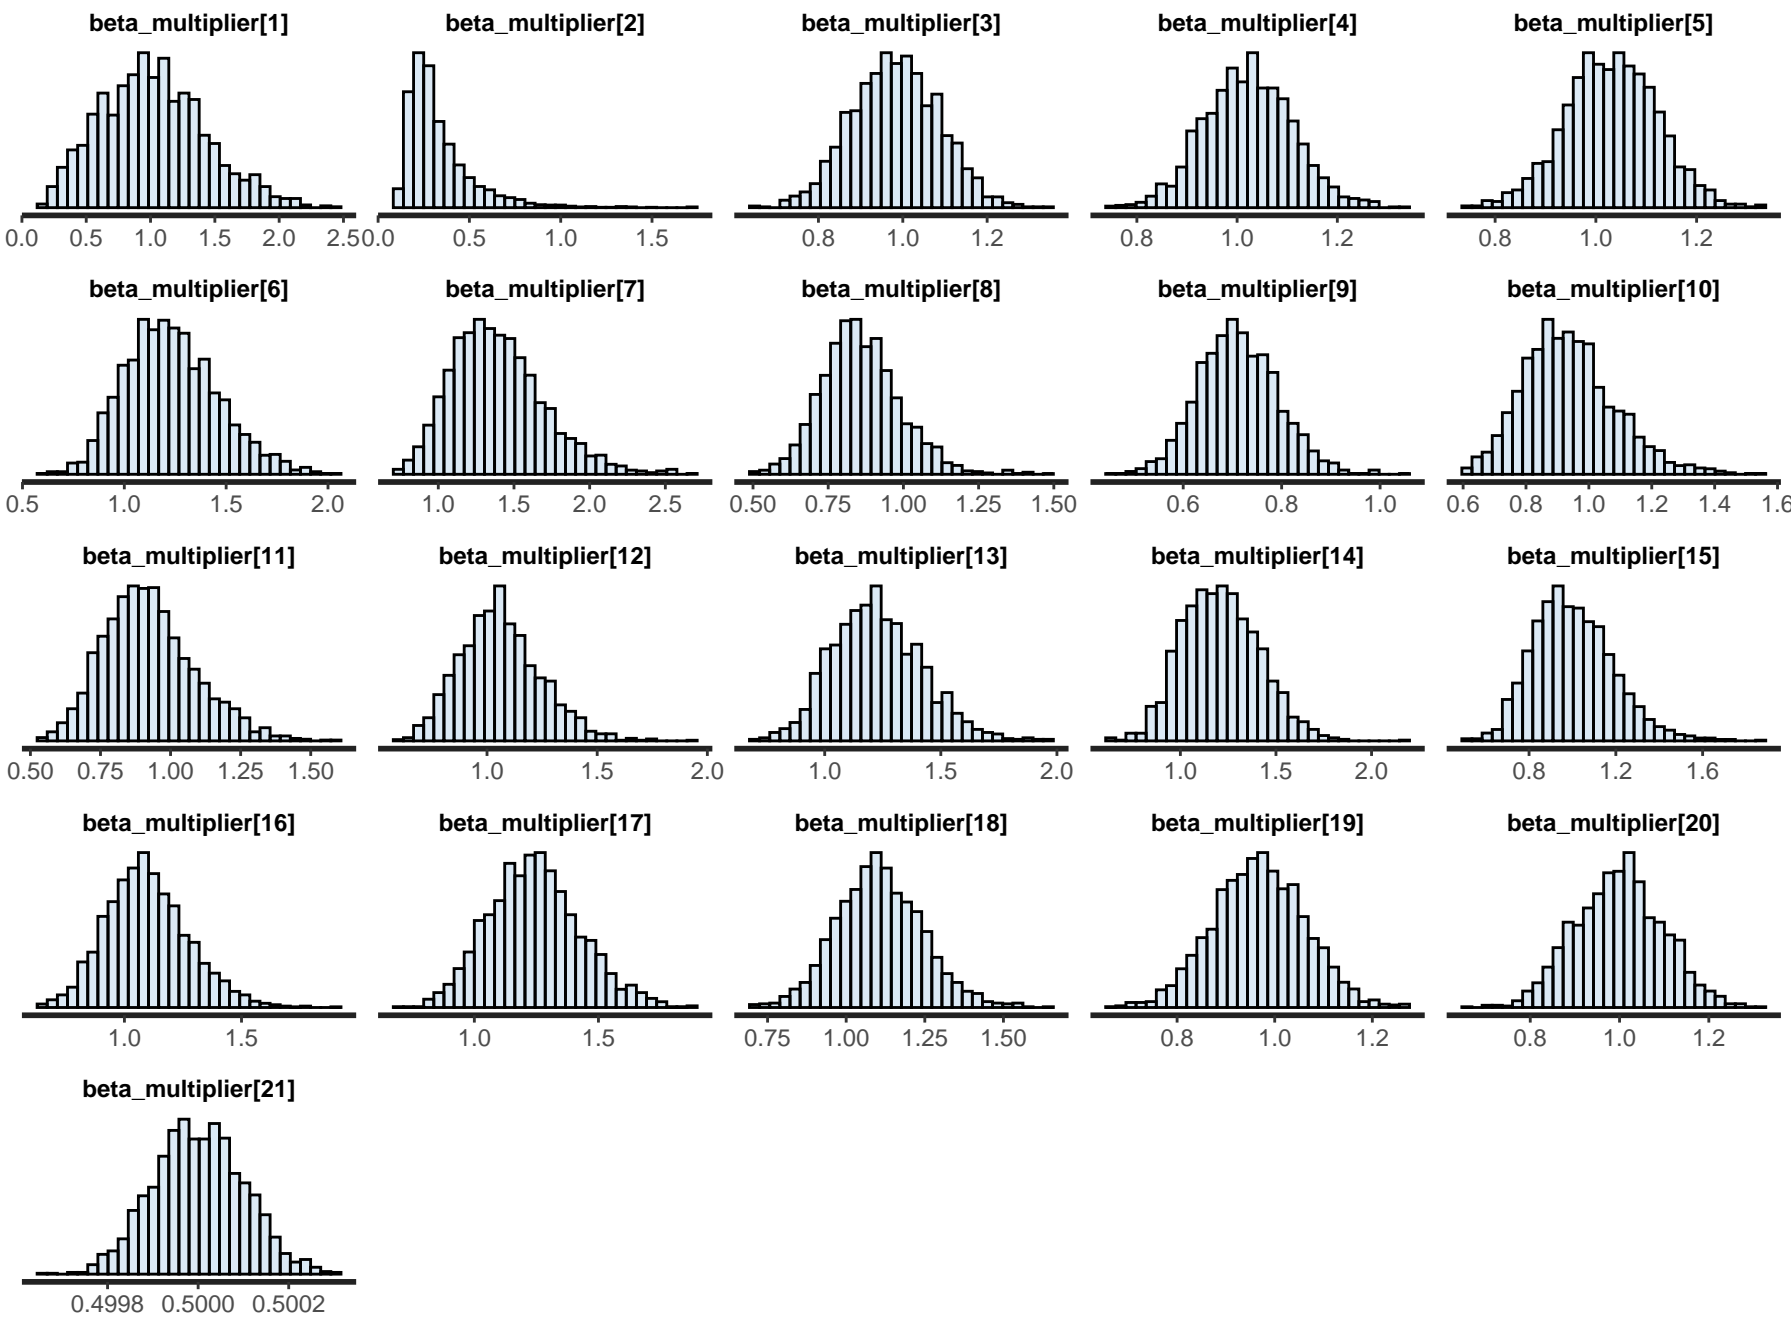 beta_multiplier[1] beta_multiplier[2] beta_multiplier[3] beta_multiplier[4] beta_multiplier[5]
0.0 0.5 1.0 1.5 2.0 2.5 0.0 0.5 1.0 1.5 0.8 1.0 1.2 0.8 1.0 1.2 0.8 1.0 1.2
beta_multiplier[6] beta_multiplier[7] beta_multiplier[8] beta_multiplier[9] beta_multiplier[10]
0.5 1.0 1.5 2.0 1.0 1.5 2.0 2.5 0.50 0.75 1.00 1.25 1.50 0.6 0.8 1.0 0.6 0.8 1.0 1.2 1.4 1.6
beta_multiplier[11] beta_multiplier[12] beta_multiplier[13] beta_multiplier[14] beta_multiplier[15]
0.50 0.75 1.00 1.25 1.50 1.0 1.5 2.0 1.0 1.5 2.0 1.0 1.5 2.0 0.8 1.2 1.6
beta_multiplier[16] beta_multiplier[17] beta_multiplier[18] beta_multiplier[19] beta_multiplier[20]
1.0 1.5 1.0 1.5 0.75 1.00 1.25 1.50 0.8 1.0 1.2 0.8 1.0 1.2
beta_multiplier[21]
0.4998 0.5000 0.5002